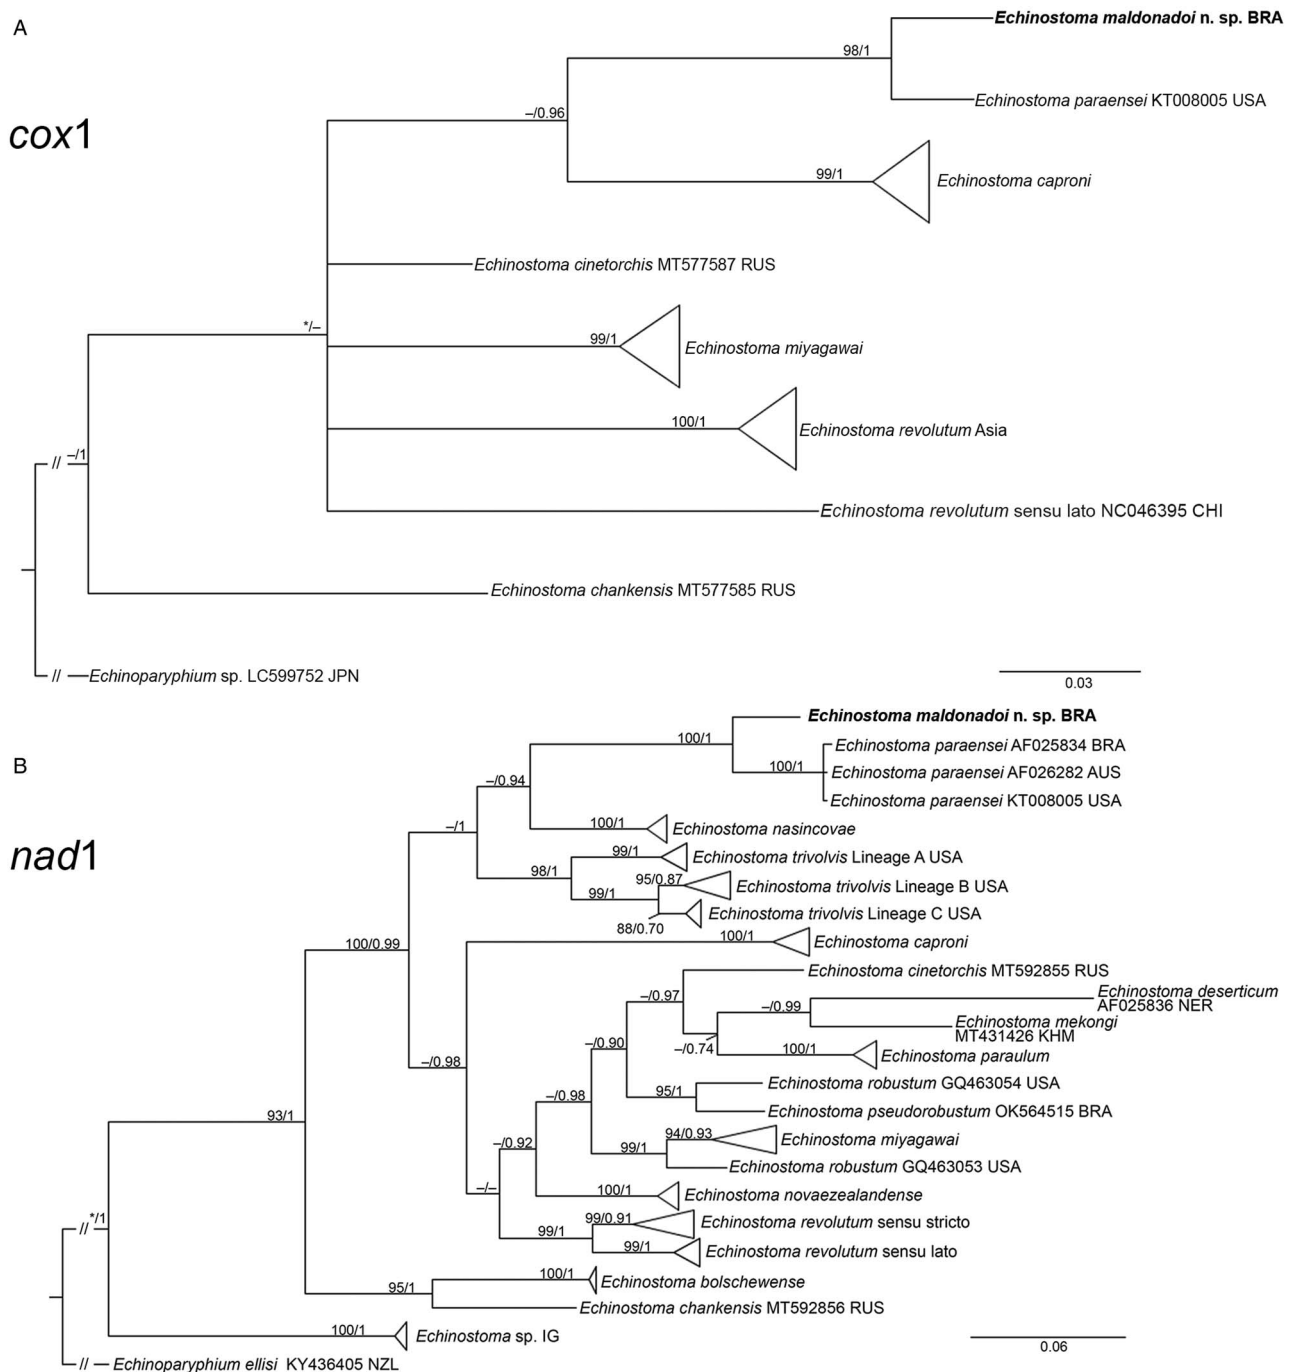 A
Echinostoma maldonadoi n. sp. BRA
98/1
Echinostoma paraensei KT008005 USA
–/0.96
cox1
99/1
Echinostoma caproni
Echinostoma cinetorchis MT577587 RUS
*/–
99/1
Echinostoma miyagawai
100/1
Echinostoma revolutum Asia
// –/1
Echinostoma revolutum sensu lato NC046395 CHI
Echinostoma chankensis MT577585 RUS
// Echinoparyphium sp. LC599752 JPN
0.03
B
Echinostoma maldonadoi n. sp. BRA
100/1
Echinostoma paraensei AF025834 BRA
100/1
Echinostoma paraensei AF026282 AUS
–/0.94
Echinostoma paraensei KT008005 USA
–/1
100/1
Echinostoma nasincovae
nad1
99/1
Echinostoma trivolvis Lineage A USA
98/1
95/0.87
Echinostoma trivolvis Lineage B USA
99/1
Echinostoma trivolvis Lineage C USA
88/0.70
100/0.99
100/1
Echinostoma caproni
Echinostoma cinetorchis MT592855 RUS
–/0.97
Echinostoma deserticum
AF025836 NER
–/0.99
Echinostoma mekongi
MT431426 KHM
–/0.74
100/1
Echinostoma paraulum
–/0.90
–/0.98
Echinostoma robustum GQ463054 USA
95/1
Echinostoma pseudorobustum OK564515 BRA
–/0.98
93/1
94/0.93
Echinostoma miyagawai
–/0.92
99/1
Echinostoma robustum GQ463053 USA
–/–
100/1
Echinostoma novaezealandense
// */1
99/0.91
Echinostoma revolutum sensu stricto
99/1
99/1
Echinostoma revolutum sensu lato
100/1
Echinostoma bolschewense
95/1
Echinostoma chankensis MT592856 RUS
100/1
Echinostoma sp. IG
0.06
// Echinoparyphium ellisi KY436405 NZL